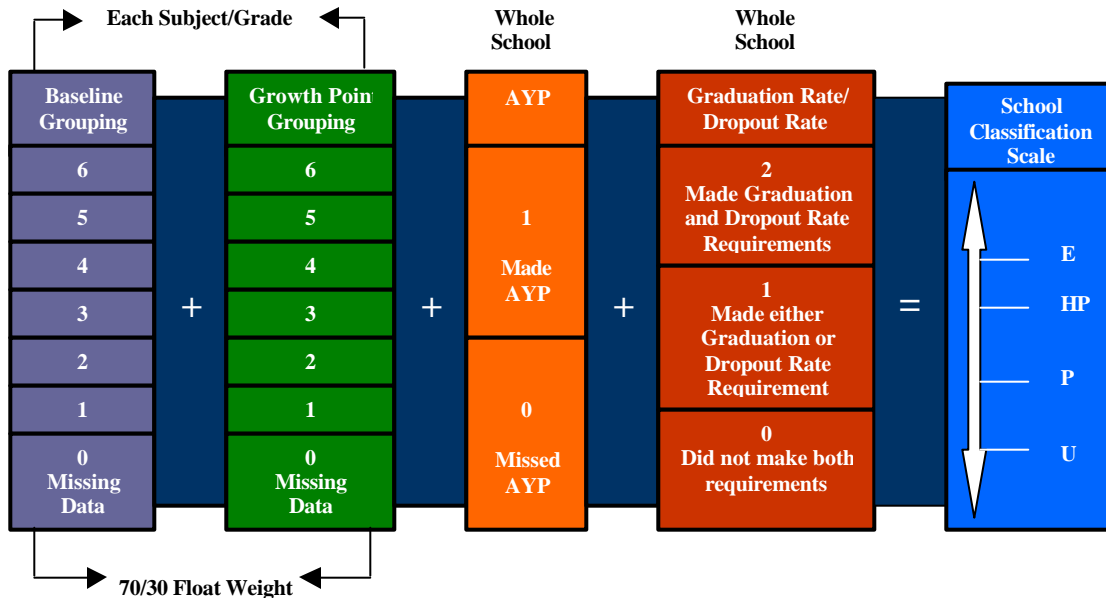 Each Subject/Grade
Whole
School
Whole
School
Baseline
Grouping
6
5
4
3
2
1
0
Missing
Data
+
Growth Poin
Grouping
6
5
4
3
2
1
0
Missing
Data
+
AYP
1
Made
AYP
0
Missed
AYP
+
Graduation Rate/
Dropout Rate
2
Made Graduation
and Dropout Rate
Requirements
1
Made either
Graduation or
Dropout Rate
Requirement
0
Did not make both
requirements
=
School
Classification
Scale
E
HP
P
U
70/30 Float Weight